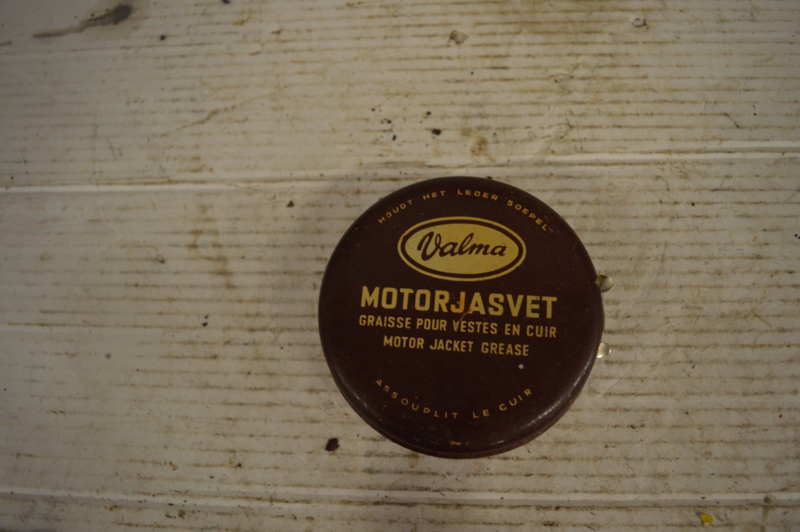 HOUDT HET LEDER SOEPEL
Valma
MOTORJASVET
GRAISSE POUR VESTES EN CUIR
MOTOR JACKET GREASE
ASSOUPLIT LE CUIR